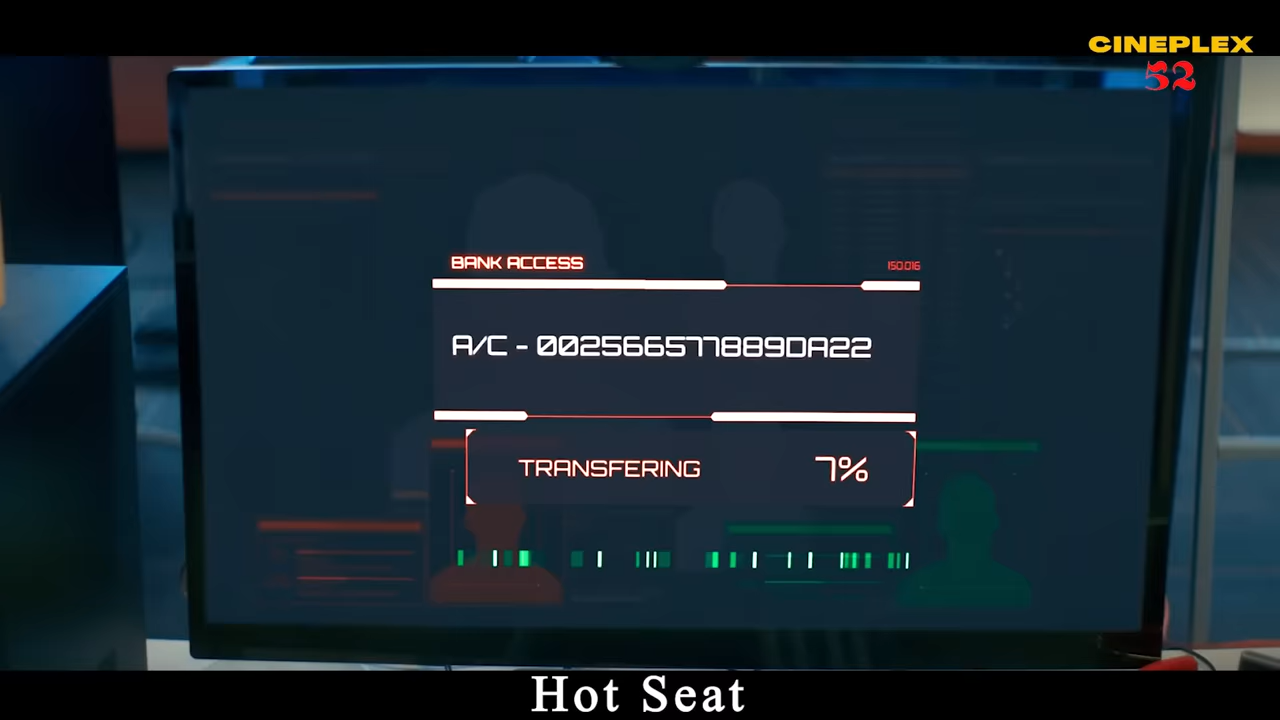 CINEPLEX
52
BANK ACCESS
150.016
A/C - 002566577889DA22
TRANSFERING 7%
Hot Seat